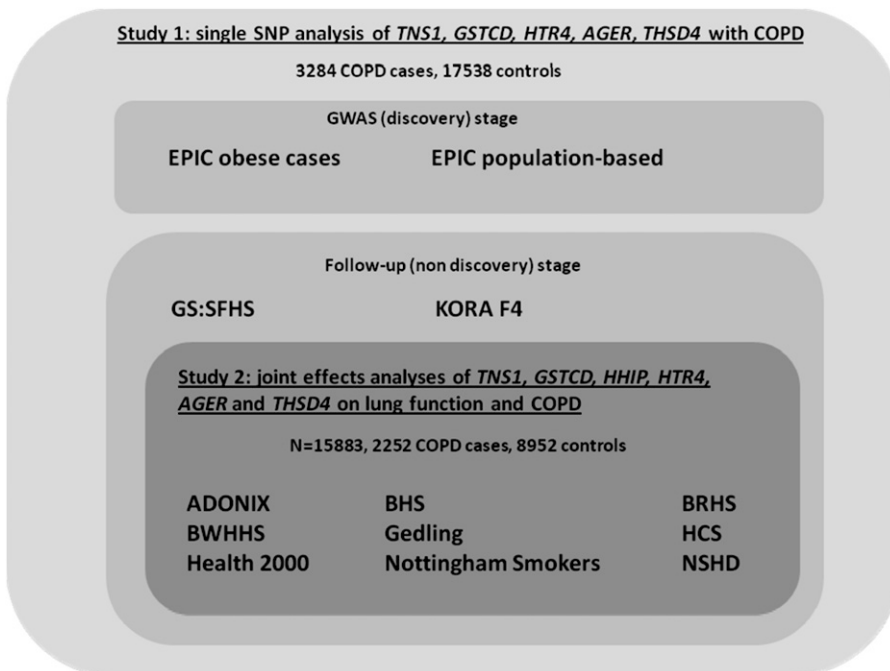 Study 1: single SNP analysis of TNS1, GSTCD, HTR4, AGER, THSD4 with COPD
3284 COPD cases, 17538 controls
GWAS (discovery) stage
EPIC obese cases EPIC population-based
Follow-up (non discovery) stage
GS:SFHS KORA F4
Study 2: joint effects analyses of TNS1, GSTCD, HHIP, HTR4,
AGER and THSD4 on lung function and COPD
N=15883, 2252 COPD cases, 8952 controls
ADONIX BHS BRHS
BWHHS Gedling HCS
Health 2000 Nottingham Smokers NSHD